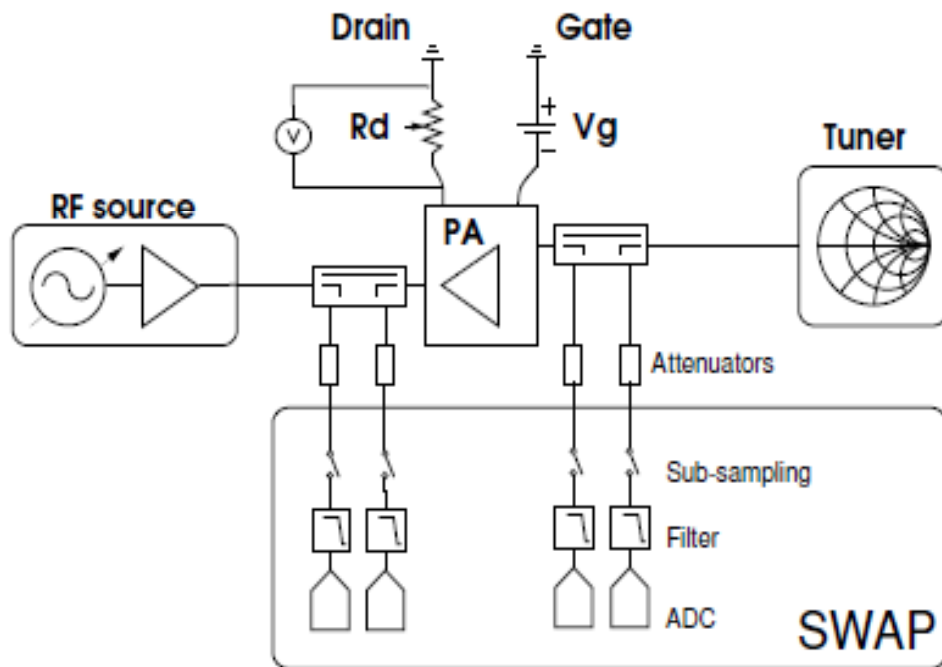 Drain Gate
V
Rd
+
Vg
−
Tuner
RF source
PA
Attenuators
Sub-sampling
Filter
ADC
SWAP